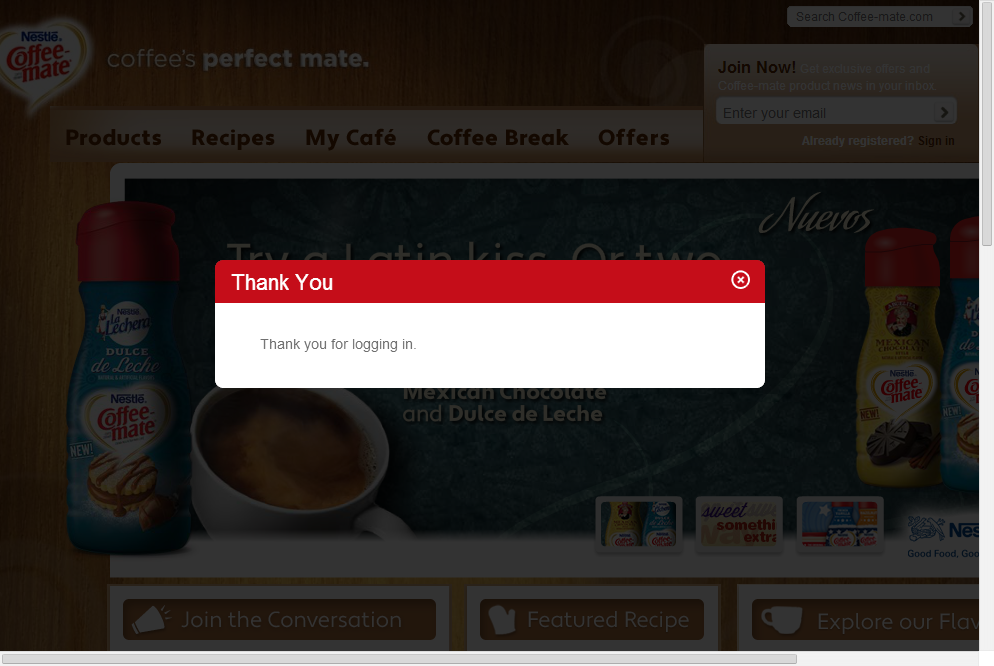 Search Coffee-mate.com
Nestlé.
Coffee-
mate
coffee's perfect mate.
Join Now! Get exclusive offers and
Coffee-mate product news in your inbox.
Enter your email
Already registered? Sign in
Products Recipes My Café Coffee Break Offers
Nuevos
Try a Latin kiss. Or two.
Thank You
Thank you for logging in.
Mexican Chocolate
and Dulce de Leche
Nestlé
la Lechera
DULCE
de Leche
Nestlé.
Coffee-
mate
NEW!
MEXICAN
CHOCOLATE
Nestlé
Coffee-
mate
NEW!
NEW!
sweet
somethi
extra
Nes
Good Food, Goo
Join the Conversation
Featured Recipe
Explore our Flav